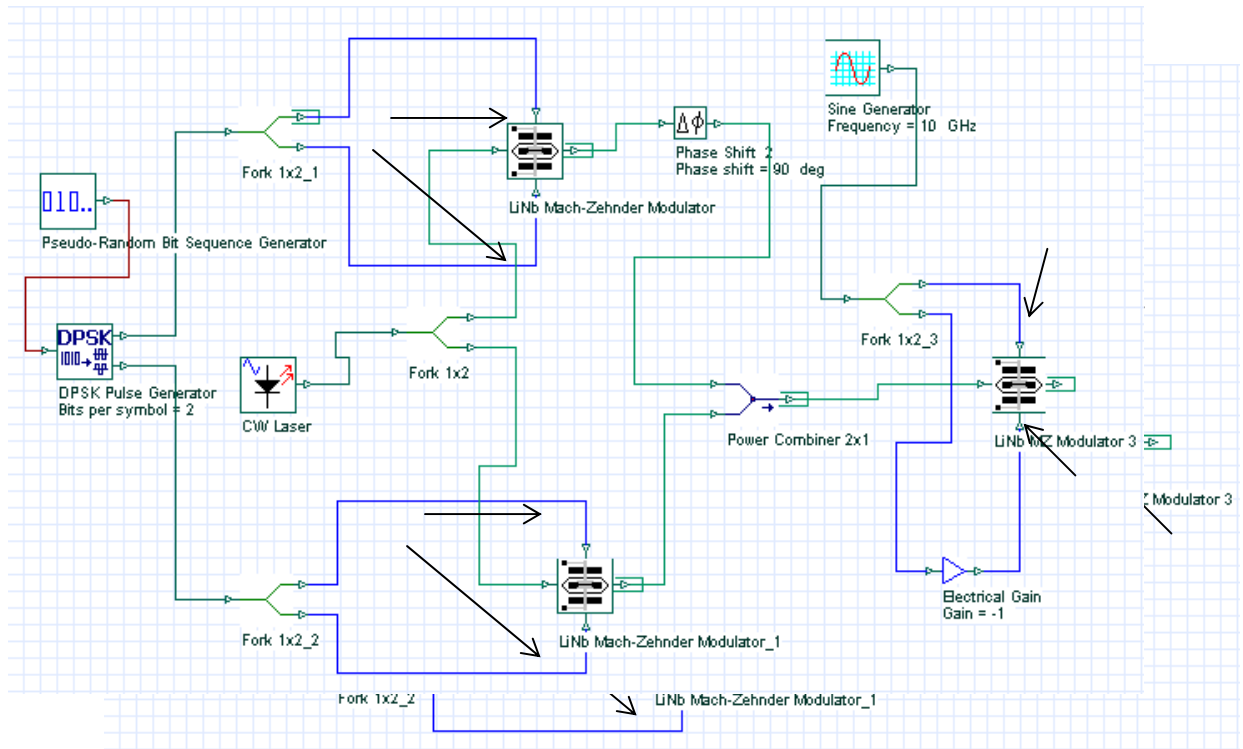 Sine Generator
Frequency = 10 GHz
Fork 1x2_1
Phase Shift 2
Phase shift = 90 deg
LiNb Mach-Zehnder Modulator
010..
Pseudo-Random Bit Sequence Generator
DPSK
1010
DPSK Pulse Generator
Bits per symbol = 2
Fork 1x2
CW Laser
Fork 1x2_3
Power Combiner 2x1
LiNb MZ Modulator 3
Z Modulator 3
Fork 1x2_2
LiNb Mach-Zehnder Modulator_1
Electrical Gain
Gain = -1
Fork 1x2_2
LiNb Mach-Zehnder Modulator_1
ΔΦ